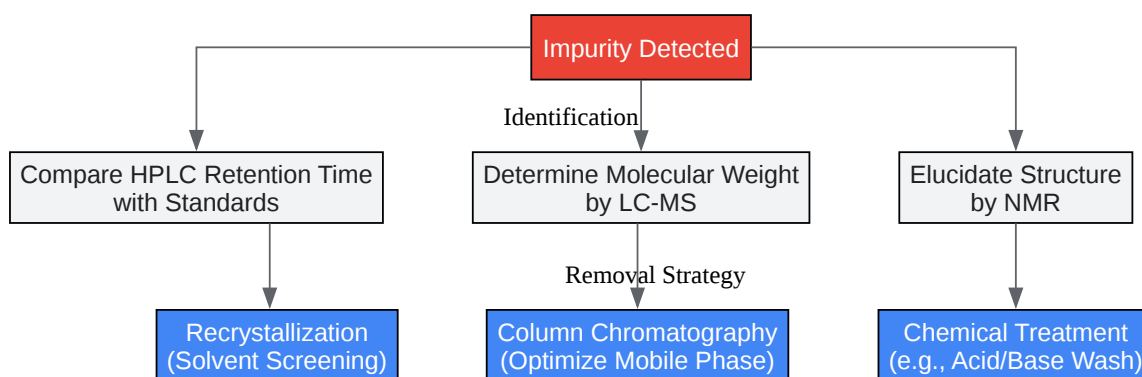 Impurity Detected
Identification
Compare HPLC Retention Time
with Standards
Determine Molecular Weight
by LC-MS
Elucidate Structure
by NMR
Removal Strategy
Recrystallization
(Solvent Screening)
Column Chromatography
(Optimize Mobile Phase)
Chemical Treatment
(e.g., Acid/Base Wash)